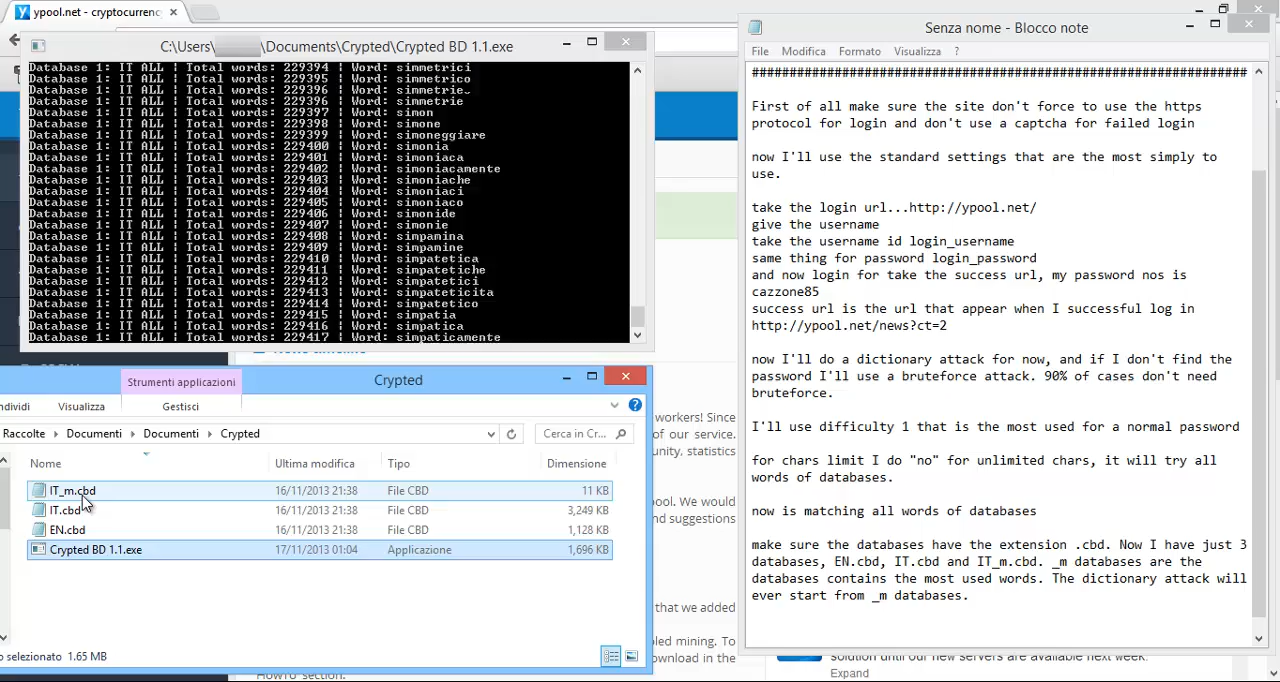 ypool.net - cryptocurrenc
C:\Users\ \Documents\Crypted\Crypted BD 1.1.exe
Database 1: IT ALL | Total words: 229394 | Word: simmetrici
Database 1: IT ALL | Total words: 229395 | Word: simmetrico
Database 1: IT ALL | Total words: 229396 | Word: simmetrie
Database 1: IT ALL | Total words: 229396 | Word: simmetrie
Database 1: IT ALL | Total words: 229397 | Word: simon
Database 1: IT ALL | Total words: 229398 | Word: simone
Database 1: IT ALL | Total words: 229399 | Word: simoneggiare
Database 1: IT ALL | Total words: 229400 | Word: simonia
Database 1: IT ALL | Total words: 229401 | Word: simoniaca
Database 1: IT ALL | Total words: 229402 | Word: simoniacamente
Database 1: IT ALL | Total words: 229403 | Word: simoniache
Database 1: IT ALL | Total words: 229404 | Word: simoniaci
Database 1: IT ALL | Total words: 229405 | Word: simoniaco
Database 1: IT ALL | Total words: 229406 | Word: simonide
Database 1: IT ALL | Total words: 229407 | Word: simonie
Database 1: IT ALL | Total words: 229408 | Word: simpamina
Database 1: IT ALL | Total words: 229409 | Word: simpamine
Database 1: IT ALL | Total words: 229410 | Word: simpatetica
Database 1: IT ALL | Total words: 229411 | Word: simpatetiche
Database 1: IT ALL | Total words: 229412 | Word: simpatetici
Database 1: IT ALL | Total words: 229413 | Word: simpateticita
Database 1: IT ALL | Total words: 229414 | Word: simpatetico
Database 1: IT ALL | Total words: 229415 | Word: simpatia
Database 1: IT ALL | Total words: 229416 | Word: simpatica
Database 1: IT ALL | Total words: 229417 | Word: simpaticamente
Strumenti applicazioni
Crypted
ndividi Visualizza Gestisci
Raccolte Documenti Documenti Crypted
Cerca in Cr...
Nome Ultima modifica Tipo Dimensione
IT_m.cbd 16/11/2013 21:38 File CBD 11 KB
IT.cbd 16/11/2013 21:38 File CBD 3,249 KB
EN.cbd 16/11/2013 21:38 File CBD 1,128 KB
Crypted BD 1.1.exe 17/11/2013 01:04 Applicazione 1,696 KB
o selezionato 1.65 MB
workers! Since
of our service.
unity, statistics
pool. We would
nd suggestions
that we added
oled mining. To
ownload in the
HowTo section.
Senza nome - Blocco note
File Modifica Formato Visualizza ?
###################################################################
First of all make sure the site don't force to use the https
protocol for login and don't use a captcha for failed login
now I'll use the standard settings that are the most simply to
use.
take the login url...http://ypool.net/
give the username
take the username id login_username
same thing for password login_password
and now login for take the success url, my password nos is
cazzone85
success url is the url that appear when I successful log in
http://ypool.net/news?ct=2
now I'll do a dictionary attack for now, and if I don't find the
password I'll use a bruteforce attack. 90% of cases don't need
bruteforce.
I'll use difficulty 1 that is the most used for a normal password
for chars limit I do "no" for unlimited chars, it will try all
words of databases.
now is matching all words of databases
make sure the databases have the extension .cbd. Now I have just 3
databases, EN.cbd, IT.cbd and IT_m.cbd. _m databases are the
databases contains the most used words. The dictionary attack will
ever start from _m databases.
solution until our new servers are available next week.
Expand